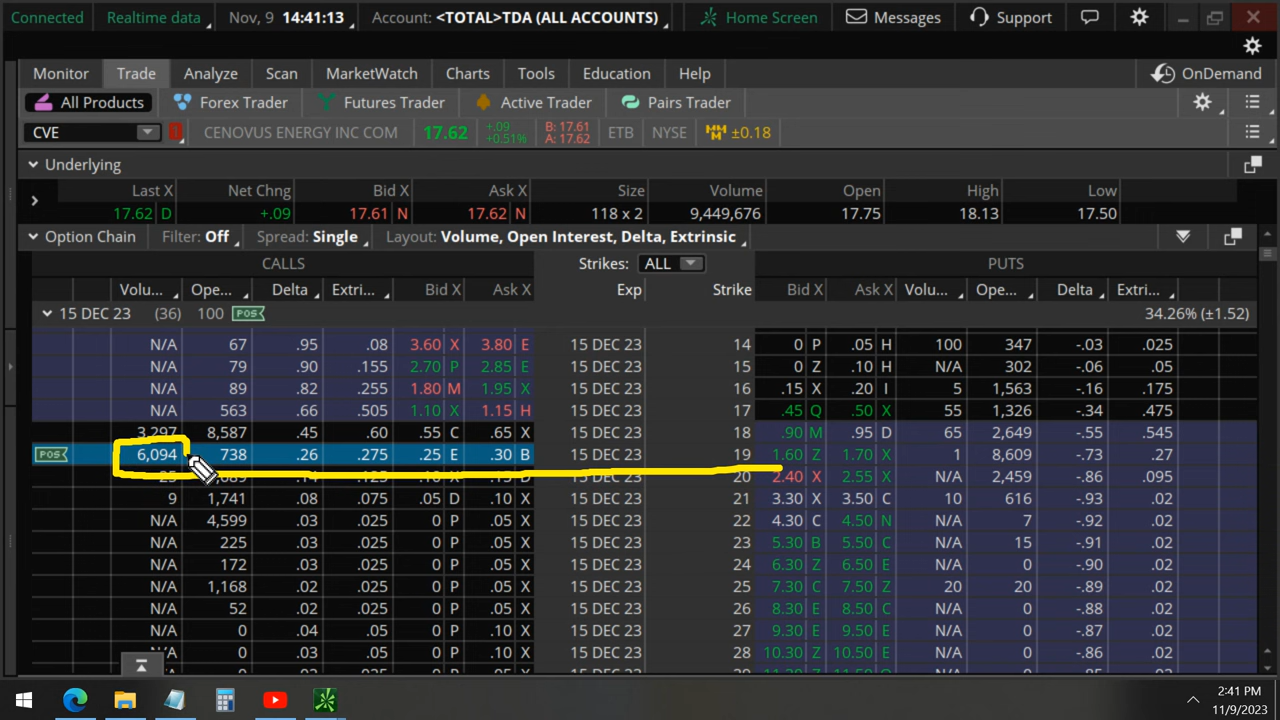 Connected Realtime data Nov, 9 14:41:13 Account: <TOTAL>TDA (ALL ACCOUNTS) Home Screen Messages Support
Monitor Trade Analyze Scan MarketWatch Charts Tools Education Help OnDemand
All Products Forex Trader Futures Trader Active Trader Pairs Trader
CVE CENOVUS ENERGY INC COM 17.62 +.09 +0.51% B: 17.61 A: 17.62 ETB NYSE ±0.18
Underlying
Last X Net Chng Bid X Ask X Size Volume Open High Low
17.62 D +.09 17.61 N 17.62 N 118 x 2 9,449,676 17.75 18.13 17.50
Option Chain Filter: Off Spread: Single Layout: Volume, Open Interest, Delta, Extrinsic
CALLS Strikes: ALL PUTS
Volu... Ope... Delta Extri... Bid X Ask X Exp Strike Bid X Ask X Volu... Ope... Delta Extri...
15 DEC 23 (36) 100 POS 34.26% (±1.52)
N/A 67 .95 .08 3.60 X 3.80 E 15 DEC 23 14 0 P .05 H 100 347 -.03 .025
N/A 79 .90 .155 2.70 P 2.85 E 15 DEC 23 15 0 Z .10 H N/A 302 -.06 .05
N/A 89 .82 .255 1.80 M 1.95 X 15 DEC 23 16 .15 X .20 I 5 1,563 -.16 .175
N/A 563 .66 .505 1.10 X 1.15 H 15 DEC 23 17 .45 Q .50 X 55 1,326 -.34 .475
3,297 8,587 .45 .60 .55 C .65 X 15 DEC 23 18 .90 M .95 D 65 2,649 -.55 .545
POS 6,094 738 .26 .275 .25 E .30 B 15 DEC 23 19 1.60 Z 1.70 X 1 8,609 -.73 .27
15 DEC 23 20 2.40 X 2.55 X N/A 2,459 -.86 .095
9 1,741 .08 .075 .05 D .10 X 15 DEC 23 21 3.30 X 3.50 C 10 616 -.93 .02
N/A 4,599 .03 .025 0 P .05 X 15 DEC 23 22 4.30 C 4.50 N N/A 7 -.92 .02
N/A 225 .03 .025 0 P .05 X 15 DEC 23 23 5.30 B 5.50 C N/A 15 -.91 .02
N/A 172 .03 .025 0 P .05 X 15 DEC 23 24 6.30 Z 6.50 E N/A 0 -.90 .02
N/A 1,168 .02 .025 0 P .05 X 15 DEC 23 25 7.30 C 7.50 Z 20 20 -.89 .02
N/A 52 .02 .025 0 P .05 X 15 DEC 23 26 8.30 E 8.50 C N/A 0 -.88 .02
N/A 0 .04 .05 0 P .10 X 15 DEC 23 27 9.30 E 9.50 E N/A 0 -.87 .02
0 .03 .05 0 P .10 X 15 DEC 23 28 10.30 Z 10.50 E N/A 0 -.86 .02
2:41 PM
11/9/2023